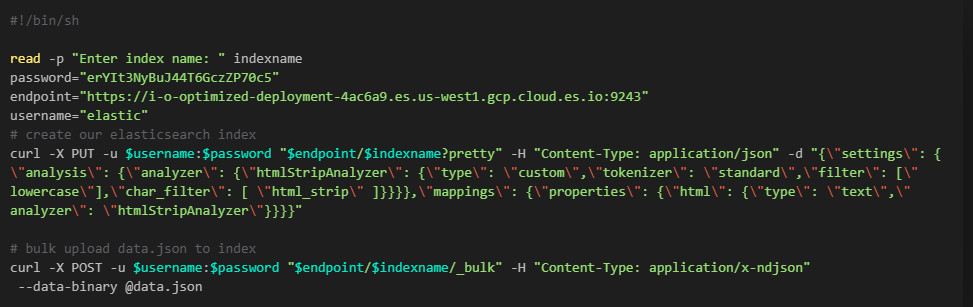 #!/bin/sh
read -p "Enter index name: " indexname
password="erYIt3NyBuJ44T6GczZP70c5"
endpoint="https://i-o-optimized-deployment-4ac6a9.es.us-west1.gcp.cloud.es.io:9243"
username="elastic"
# create our elasticsearch index
curl -X PUT -u $username:$password "$endpoint/$indexname?pretty" -H "Content-Type: application/json" -d "{\"settings\": {
\"analysis\": {\"analyzer\": {\"htmlStripAnalyzer\": {\"type\": \"custom\",\"tokenizer\": \"standard\",\"filter\": [\"
lowercase\"],\"char_filter\": [ \"html_strip\" ]}}}},\"mappings\": {\"properties\": {\"html\": {\"type\": \"text\",\"
analyzer\": \"htmlStripAnalyzer\"}}}}"
# bulk upload data.json to index
curl -X POST -u $username:$password "$endpoint/$indexname/_bulk" -H "Content-Type: application/x-ndjson"
--data-binary @data.json